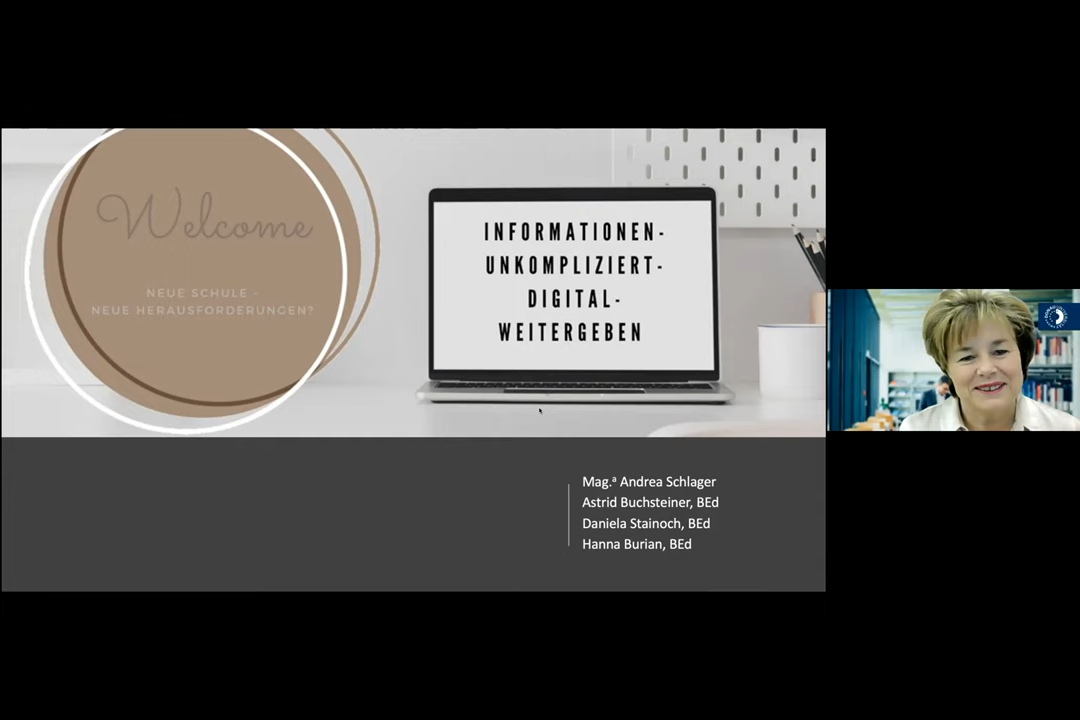 Welcome
NEUE SCHULE -
NEUE HERAUSFORDERUNGEN?
INFORMATIONEN-
UNKOMPLIZIERT-
DIGITAL-
WEITERGEBEN
Mag.ª Andrea Schlager
Astrid Buchsteiner, BEd
Daniela Stainoch, BEd
Hanna Burian, BEd